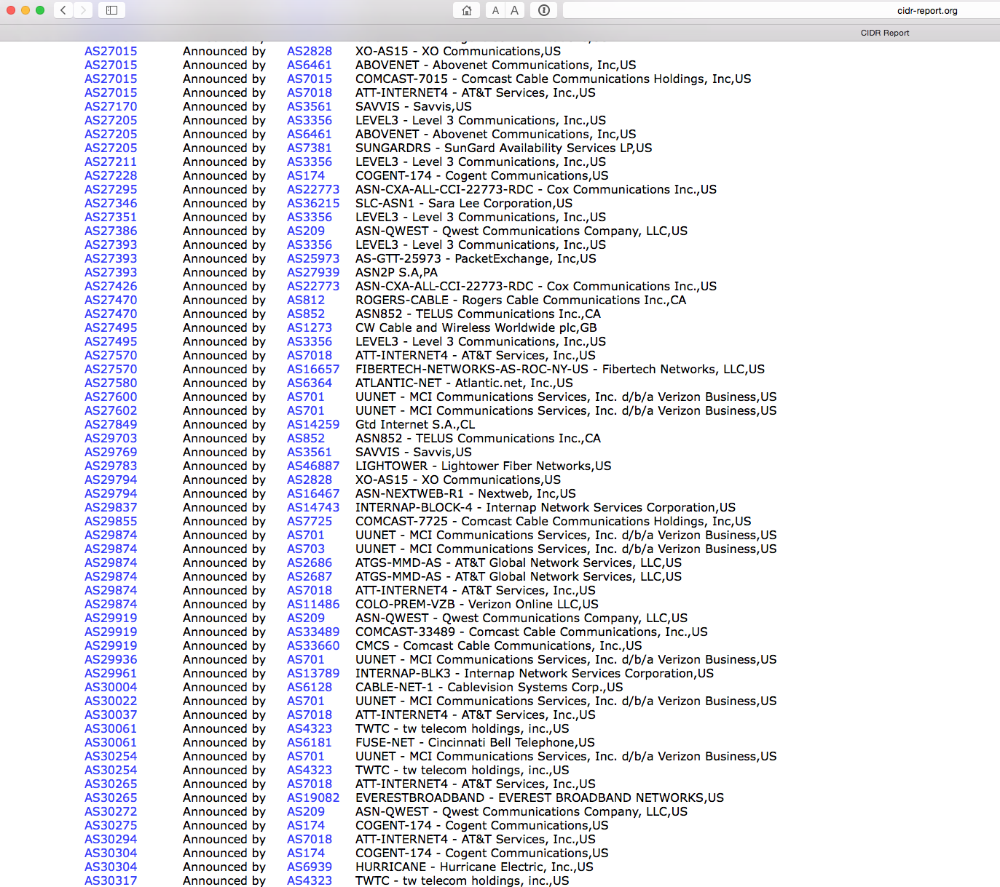 A A cidr-report.org
CIDR Report
AS27015 Announced by AS2828 XO-AS15 - XO Communications,US
AS27015 Announced by AS6461 ABOVENET - Abovenet Communications, Inc,US
AS27015 Announced by AS7015 COMCAST-7015 - Comcast Cable Communications Holdings, Inc,US
AS27015 Announced by AS7018 ATT-INTERNET4 - AT&T Services, Inc.,US
AS27170 Announced by AS3561 SAVVIS - Savvis,US
AS27205 Announced by AS3356 LEVEL3 - Level 3 Communications, Inc.,US
AS27205 Announced by AS6461 ABOVENET - Abovenet Communications, Inc,US
AS27205 Announced by AS7381 SUNGARDRS - SunGard Availability Services LP,US
AS27211 Announced by AS3356 LEVEL3 - Level 3 Communications, Inc.,US
AS27228 Announced by AS174 COGENT-174 - Cogent Communications,US
AS27295 Announced by AS22773 ASN-CXA-ALL-CCI-22773-RDC - Cox Communications Inc.,US
AS27346 Announced by AS36215 SLC-ASN1 - Sara Lee Corporation,US
AS27351 Announced by AS3356 LEVEL3 - Level 3 Communications, Inc.,US
AS27386 Announced by AS209 ASN-QWEST - Qwest Communications Company, LLC,US
AS27393 Announced by AS3356 LEVEL3 - Level 3 Communications, Inc.,US
AS27393 Announced by AS25973 AS-GTT-25973 - PacketExchange, Inc,US
AS27393 Announced by AS27939 ASN2P S.A,PA
AS27426 Announced by AS22773 ASN-CXA-ALL-CCI-22773-RDC - Cox Communications Inc.,US
AS27470 Announced by AS812 ROGERS-CABLE - Rogers Cable Communications Inc.,CA
AS27470 Announced by AS852 ASN852 - TELUS Communications Inc.,CA
AS27495 Announced by AS1273 CW Cable and Wireless Worldwide plc,GB
AS27495 Announced by AS3356 LEVEL3 - Level 3 Communications, Inc.,US
AS27570 Announced by AS7018 ATT-INTERNET4 - AT&T Services, Inc.,US
AS27570 Announced by AS16657 FIBERTECH-NETWORKS-AS-ROC-NY-US - Fibertech Networks, LLC,US
AS27580 Announced by AS6364 ATLANTIC-NET - Atlantic.net, Inc.,US
AS27600 Announced by AS701 UUNET - MCI Communications Services, Inc. d/b/a Verizon Business,US
AS27602 Announced by AS701 UUNET - MCI Communications Services, Inc. d/b/a Verizon Business,US
AS27849 Announced by AS14259 Gtd Internet S.A.,CL
AS29703 Announced by AS852 ASN852 - TELUS Communications Inc.,CA
AS29769 Announced by AS3561 SAVVIS - Savvis,US
AS29783 Announced by AS46887 LIGHTOWER - Lightower Fiber Networks,US
AS29794 Announced by AS2828 XO-AS15 - XO Communications,US
AS29794 Announced by AS16467 ASN-NEXTWEB-R1 - Nextweb, Inc,US
AS29837 Announced by AS14743 INTERNAP-BLOCK-4 - Internap Network Services Corporation,US
AS29855 Announced by AS7725 COMCAST-7725 - Comcast Cable Communications Holdings, Inc,US
AS29874 Announced by AS701 UUNET - MCI Communications Services, Inc. d/b/a Verizon Business,US
AS29874 Announced by AS703 UUNET - MCI Communications Services, Inc. d/b/a Verizon Business,US
AS29874 Announced by AS2686 ATGS-MMD-AS - AT&T Global Network Services, LLC,US
AS29874 Announced by AS2687 ATGS-MMD-AS - AT&T Global Network Services, LLC,US
AS29874 Announced by AS7018 ATT-INTERNET4 - AT&T Services, Inc.,US
AS29874 Announced by AS11486 COLO-PREM-VZB - Verizon Online LLC,US
AS29919 Announced by AS209 ASN-QWEST - Qwest Communications Company, LLC,US
AS29919 Announced by AS33489 COMCAST-33489 - Comcast Cable Communications, Inc.,US
AS29919 Announced by AS33660 CMCS - Comcast Cable Communications, Inc.,US
AS29936 Announced by AS701 UUNET - MCI Communications Services, Inc. d/b/a Verizon Business,US
AS29961 Announced by AS13789 INTERNAP-BLK3 - Internap Network Services Corporation,US
AS30004 Announced by AS6128 CABLE-NET-1 - Cablevision Systems Corp.,US
AS30022 Announced by AS701 UUNET - MCI Communications Services, Inc. d/b/a Verizon Business,US
AS30037 Announced by AS7018 ATT-INTERNET4 - AT&T Services, Inc.,US
AS30061 Announced by AS4323 TWTC - tw telecom holdings, inc.,US
AS30061 Announced by AS6181 FUSE-NET - Cincinnati Bell Telephone,US
AS30254 Announced by AS701 UUNET - MCI Communications Services, Inc. d/b/a Verizon Business,US
AS30254 Announced by AS4323 TWTC - tw telecom holdings, inc.,US
AS30265 Announced by AS7018 ATT-INTERNET4 - AT&T Services, Inc.,US
AS30265 Announced by AS19082 EVERESTBROADBAND - EVEREST BROADBAND NETWORKS,US
AS30272 Announced by AS209 ASN-QWEST - Qwest Communications Company, LLC,US
AS30275 Announced by AS174 COGENT-174 - Cogent Communications,US
AS30294 Announced by AS7018 ATT-INTERNET4 - AT&T Services, Inc.,US
AS30304 Announced by AS174 COGENT-174 - Cogent Communications,US
AS30304 Announced by AS6939 HURRICANE - Hurricane Electric, Inc.,US
AS30317 Announced by AS4323 TWTC - tw telecom holdings, inc.,US